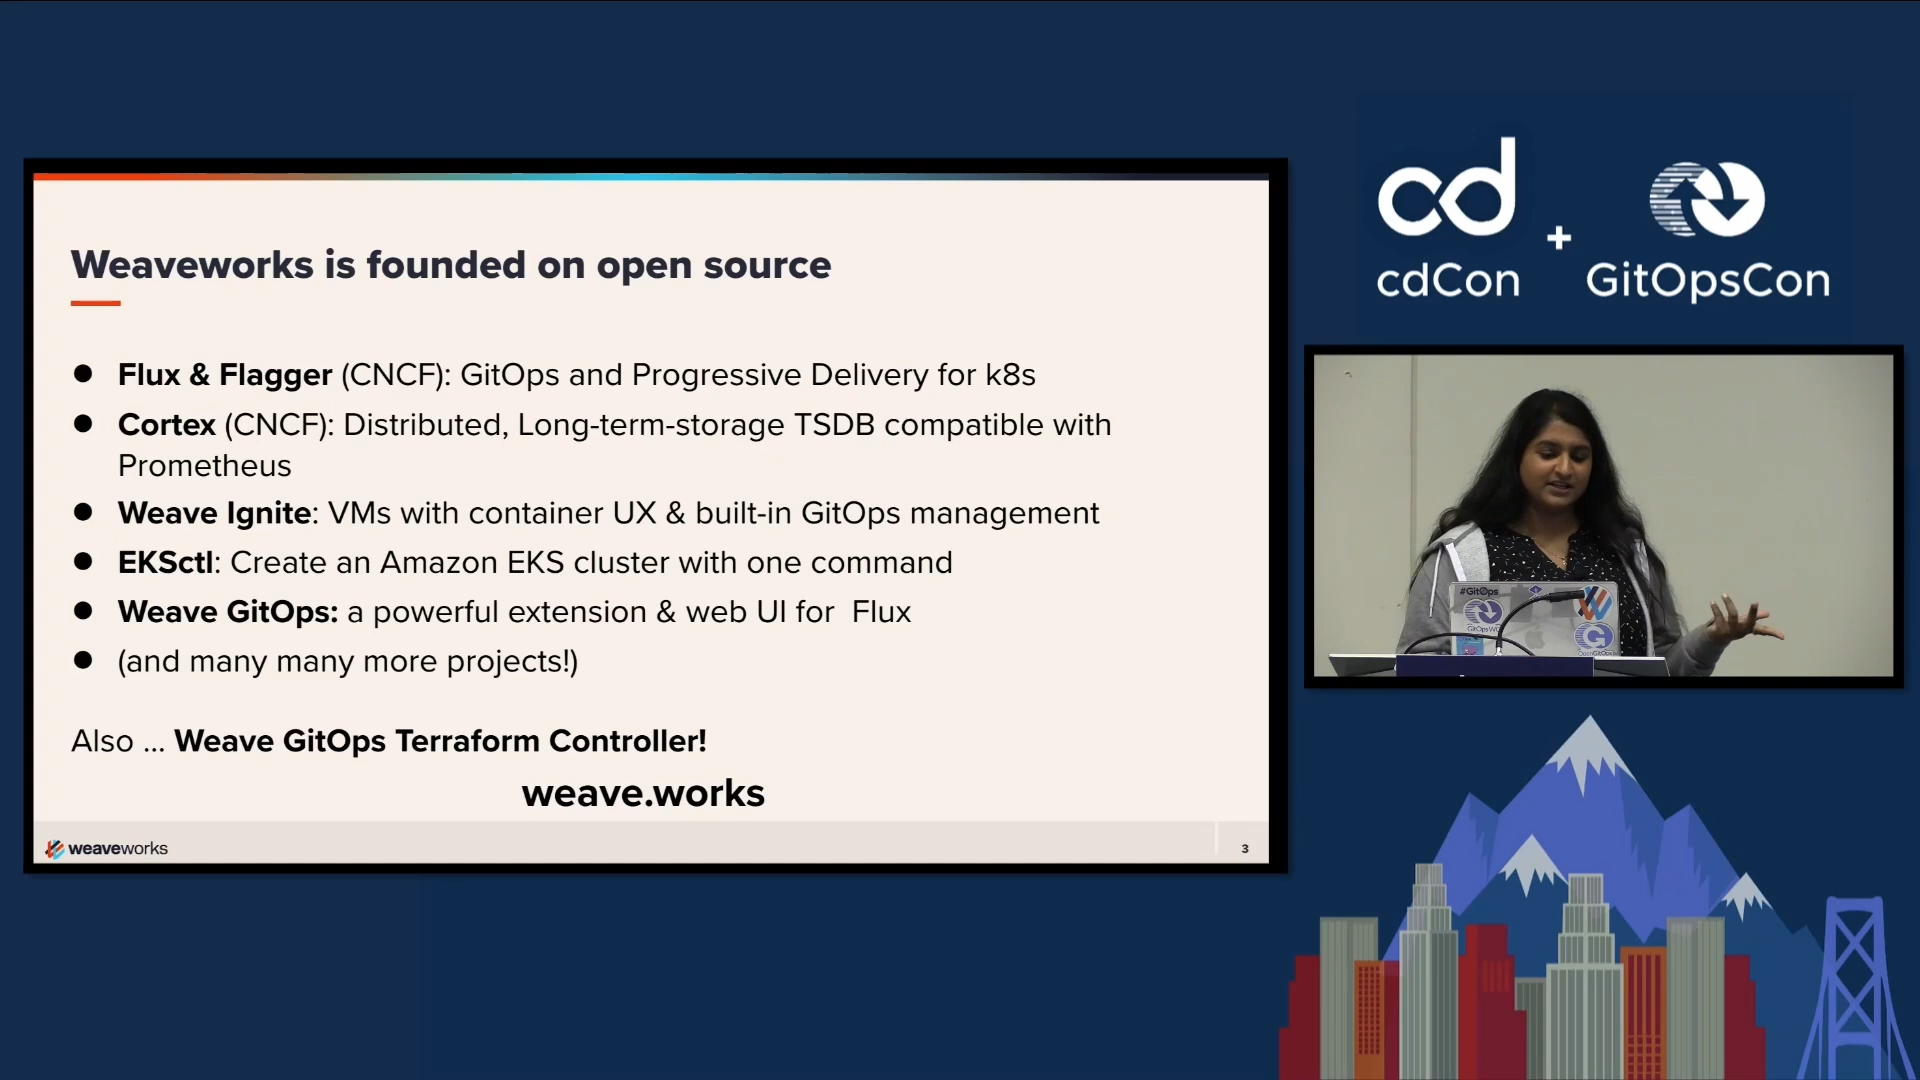 Weaveworks is founded on open source
● Flux & Flagger (CNCF): GitOps and Progressive Delivery for k8s
● Cortex (CNCF): Distributed, Long-term-storage TSDB compatible with
Prometheus
● Weave Ignite: VMs with container UX & built-in GitOps management
● EKSctl: Create an Amazon EKS cluster with one command
● Weave GitOps: a powerful extension & web UI for Flux
● (and many many more projects!)
Also ... Weave GitOps Terraform Controller!
weave.works
weaveworks
3
cd
cdCon
+
GitOpsCon
#GitOps
GitOpsWG
OpenGitOps